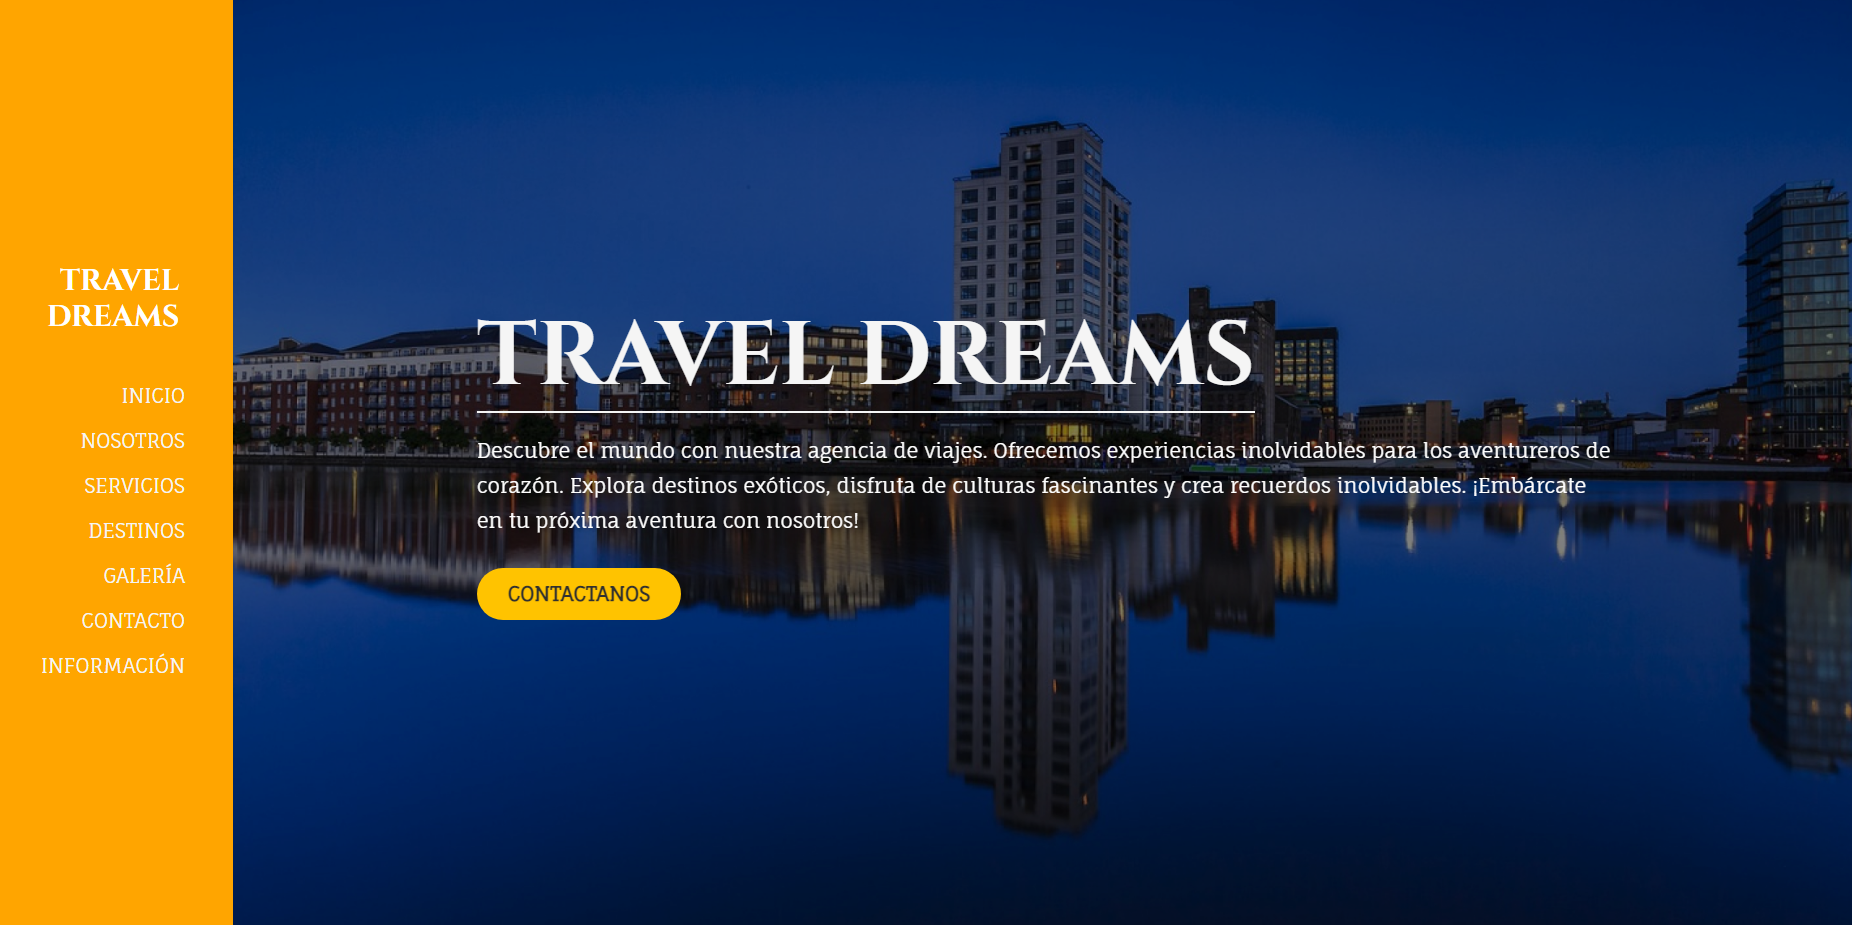 TRAVEL
DREAMS
INICIO
NOSOTROS
SERVICIOS
DESTINOS
GALERÍA
CONTACTO
INFORMACIÓN
TRAVEL DREAMS
Descubre el mundo con nuestra agencia de viajes. Ofrecemos experiencias inolvidables para los aventureros de
corazón. Explora destinos exóticos, disfruta de culturas fascinantes y crea recuerdos inolvidables. ¡Embárcate
en tu próxima aventura con nosotros!
CONTACTANOS